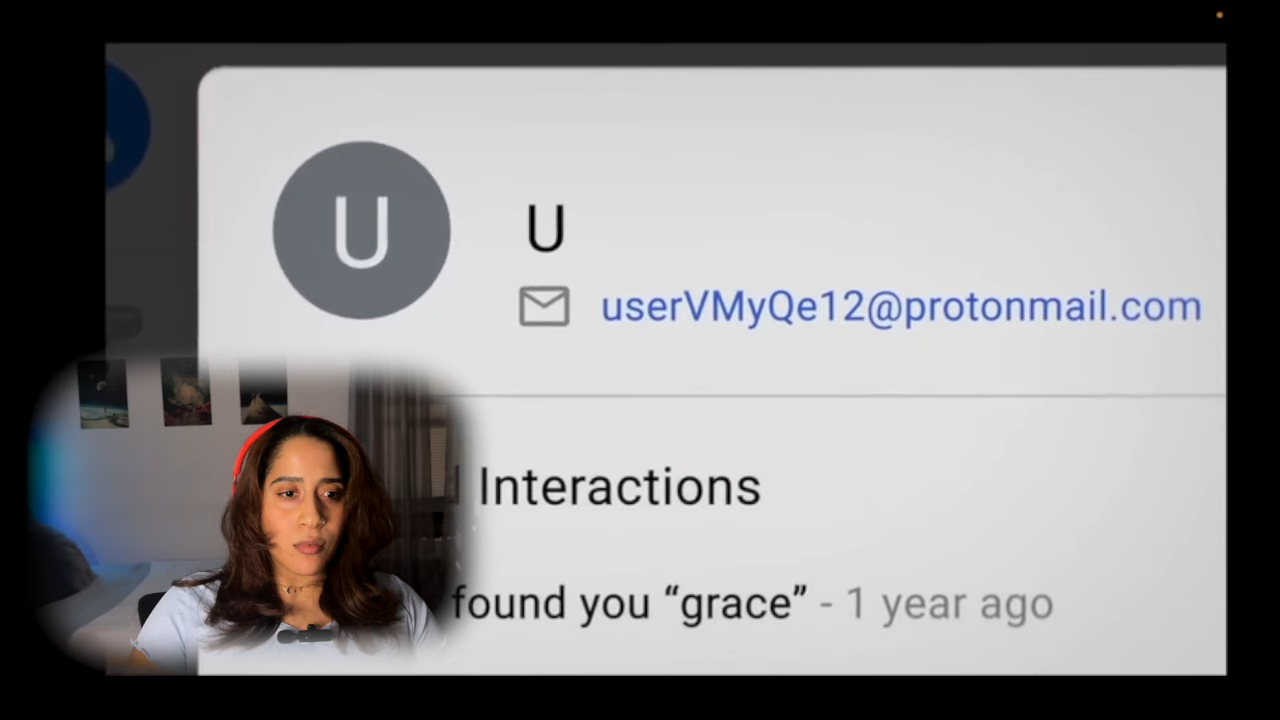 U
U
userVMyQe12@protonmail.com
Interactions
found you “grace” - 1 year ago